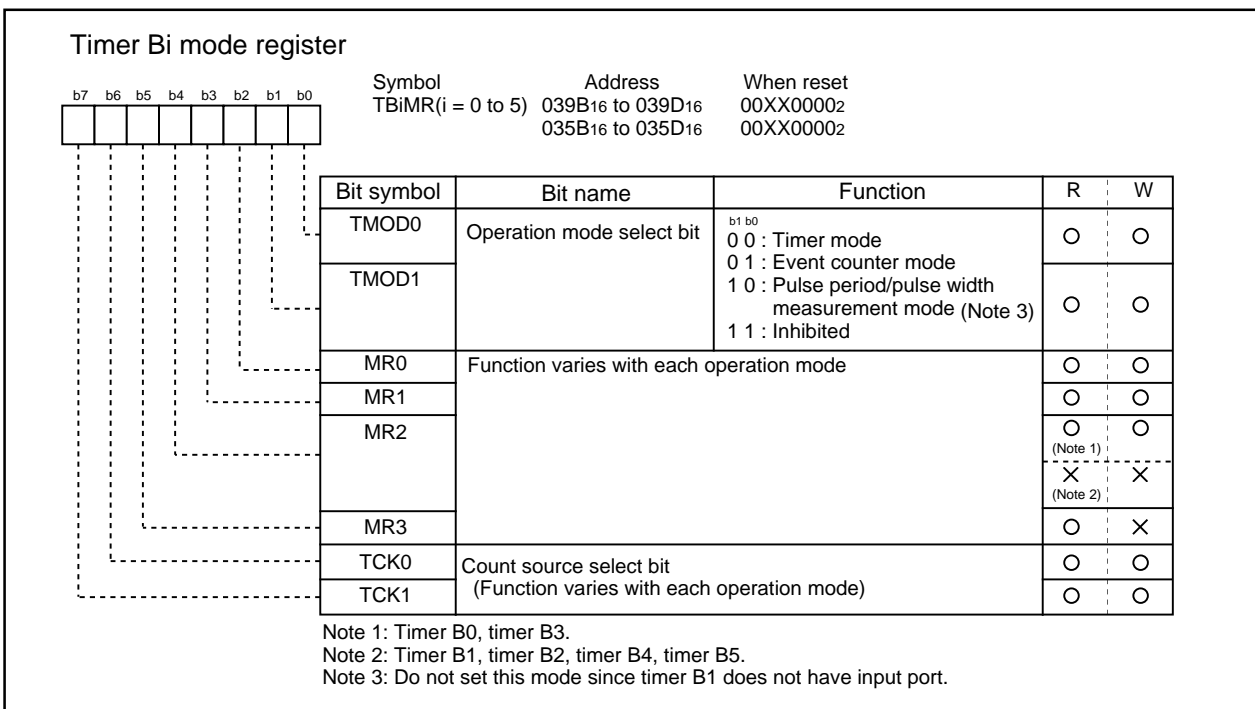 Timer Bi mode register
Symbol Address When reset
TBiMR(i = 0 to 5) 039B16 to 039D16 00XX00002
035B16 to 035D16 00XX00002
b7 b6 b5 b4 b3 b2 b1 b0
Bit symbol Bit name Function R W
TMOD0 Operation mode select bit b1 b0
0 0 : Timer mode
0 1 : Event counter mode
TMOD1 1 0 : Pulse period/pulse width
measurement mode (Note 3)
1 1 : Inhibited
MR0 Function varies with each operation mode
MR1
MR2
(Note 1)
(Note 2)
MR3
TCK0 Count source select bit
TCK1 (Function varies with each operation mode)
Note 1: Timer B0, timer B3.
Note 2: Timer B1, timer B2, timer B4, timer B5.
Note 3: Do not set this mode since timer B1 does not have input port.